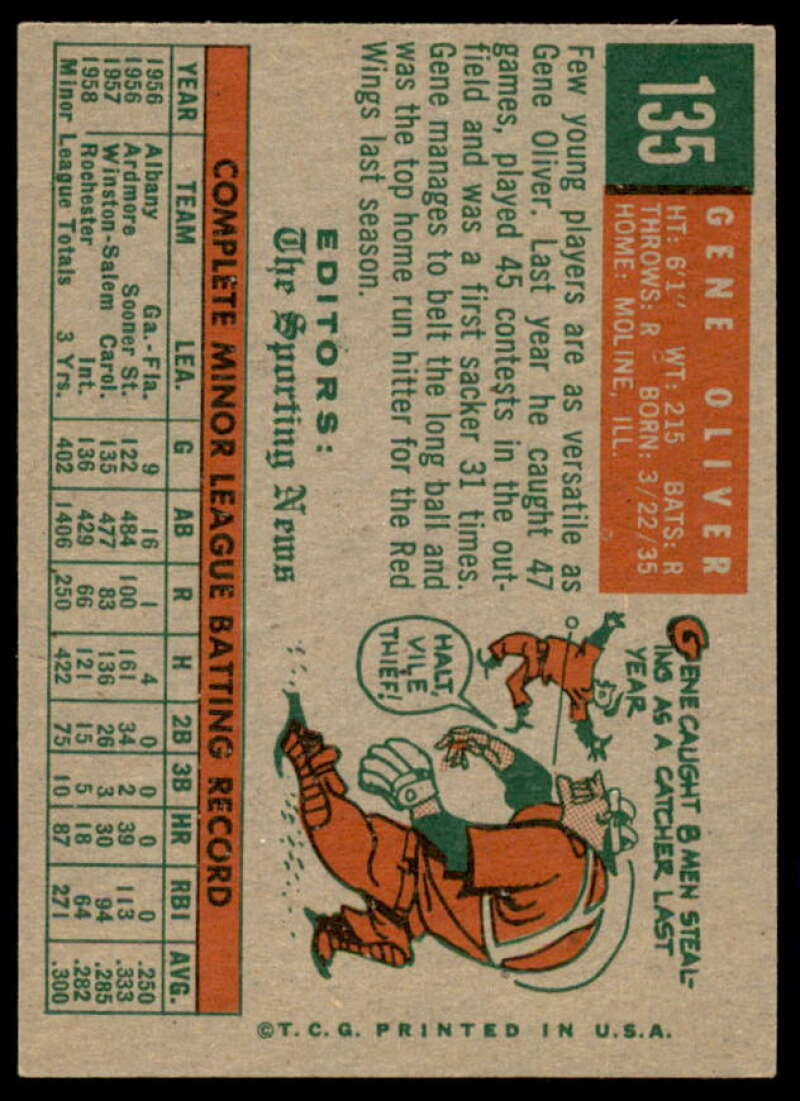 135
GENE OLIVER
HT: 6'1" WT: 215 BATS: R
THROWS: R BORN: 3/22/35
HOME: MOLINE, ILL.
Few young players are as versatile as
Gene Oliver. Last year he caught 47
games, played 45 contests in the out-
field and was a first sacker 31 times.
Gene manages to belt the long ball and
was the top home run hitter for the Red
Wings last season.
EDITORS:
The Sporting News
GENE CAUGHT 8 MEN STEAL-
ING AS A CATCHER LAST
YEAR
HALT,
VILE
THIEF!
COMPLETE MINOR LEAGUE BATTING RECORD
YEAR TEAM LEA. G AB R H 2B 3B HR RBI AVG.
1956 Albany Ga.-Fla. 9 16 1 4 0 0 0 0 .250
1956 Ardmore Sooner St. 122 484 100 161 34 2 39 113 .333
1957 Winston-Salem Carol. 135 477 83 136 26 3 30 94 .285
1958 Rochester Int. 136 429 66 121 15 5 18 64 .282
Minor League Totals 3 Yrs. 402 1406 250 422 75 10 87 271 .300
©T.C.G. PRINTED IN U.S.A.